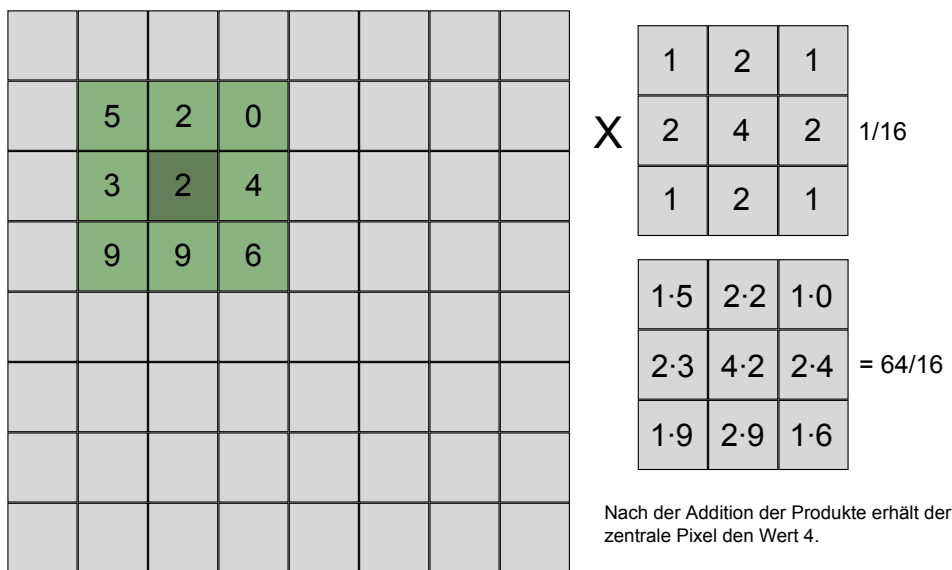 5 2 0
3 2 4
9 9 6
X
1 2 1
2 4 2
1 2 1
1/16
1·5 2·2 1·0
2·3 4·2 2·4
1·9 2·9 1·6
= 64/16
Nach der Addition der Produkte erhält der
zentrale Pixel den Wert 4.